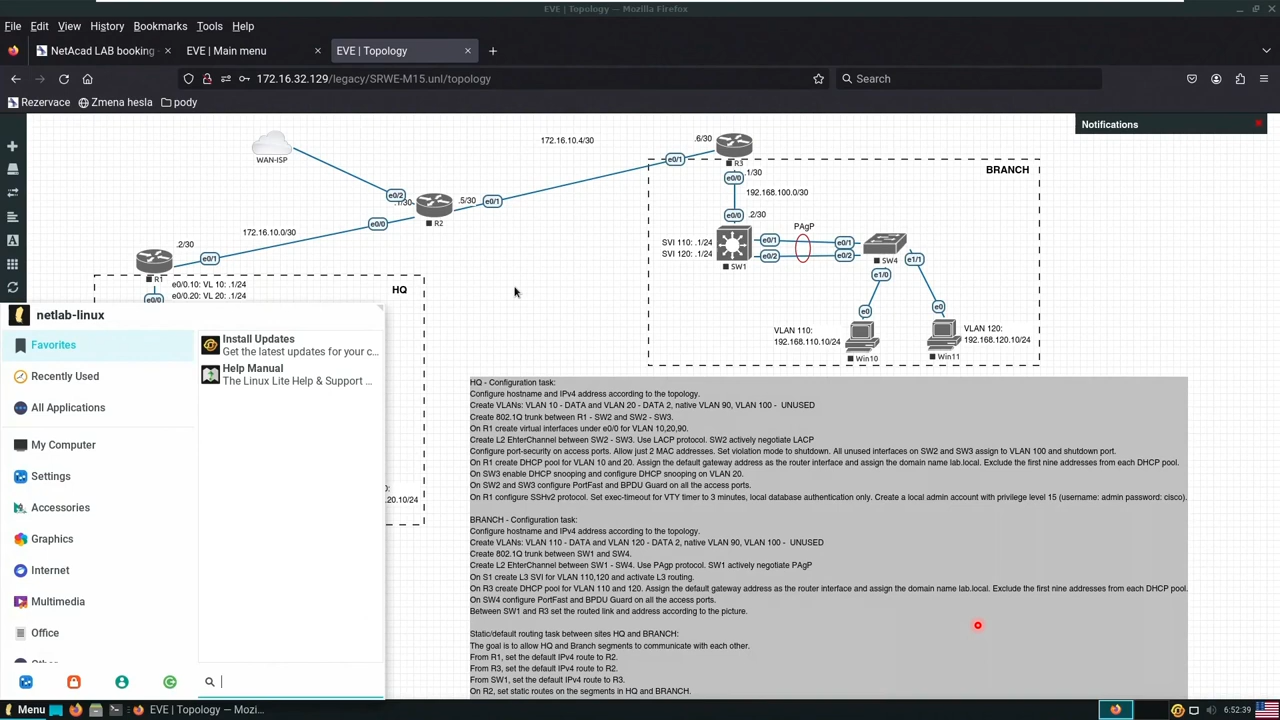 EVE | Topology — Mozilla Firefox
File Edit View History Bookmarks Tools Help
NetAcad LAB booking
EVE | Main menu
EVE | Topology
172.16.32.129/legacy/SRWE-M15.unl/topology
Search
Rezervace Zmena hesla pody
Notifications
WAN-ISP
172.16.10.4/30
.6/30
R3
e0/1
.1/30
e0/0
BRANCH
192.168.100.0/30
e0/2
.1/30
R2
.5/30
e0/1
e0/0
e0/0
.2/30
PAgP
172.16.10.0/30
.2/30
e0/1
R1
SVI 110: .1/24
SVI 120: .1/24
e0/1
e0/2
SW1
e0/1
e0/2
SW4
e1/0
e1/1
e0/0.10: VL 10: .1/24
e0/0.20: VL 20: .1/24
e0/0
HQ
e0
e0
VLAN 110:
192.168.110.10/24
Win10
VLAN 120:
192.168.120.10/24
Win11
netlab-linux
Favorites
Recently Used
All Applications
My Computer
Settings
Accessories
Graphics
Internet
Multimedia
Office
Install Updates
Get the latest updates for your c...
Help Manual
The Linux Lite Help & Support ...
0.10/24
HQ - Configuration task:
Configure hostname and IPv4 address according to the topology.
Create VLANs: VLAN 10 - DATA and VLAN 20 - DATA 2, native VLAN 90, VLAN 100 - UNUSED
Create 802.1Q trunk between R1 - SW2 and SW2 - SW3.
On R1 create virtual interfaces under e0/0 for VLAN 10,20,90.
Create L2 EhterChannel between SW2 - SW3. Use LACP protocol. SW2 actively negotiate LACP
Configure port-security on access ports. Allow just 2 MAC addresses. Set violation mode to shutdown. All unused interfaces on SW2 and SW3 assign to VLAN 100 and shutdown port.
On R1 create DHCP pool for VLAN 10 and 20. Assign the default gateway address as the router interface and assign the domain name lab.local. Exclude the first nine addresses from each DHCP pool.
On SW3 enable DHCP snooping and configure DHCP snooping on VLAN 20.
On SW2 and SW3 configure PortFast and BPDU Guard on all the access ports.
On R1 configure SSHv2 protocol. Set exec-timeout for VTY timer to 3 minutes, local database authentication only. Create a local admin account with privilege level 15 (username: admin password: cisco).
BRANCH - Configuration task:
Configure hostname and IPv4 address according to the topology.
Create VLANs: VLAN 110 - DATA and VLAN 120 - DATA 2, native VLAN 90, VLAN 100 - UNUSED
Create 802.1Q trunk between SW1 and SW4.
Create L2 EhterChannel between SW1 - SW4. Use PAgp protocol. SW1 actively negotiate PAgP
On S1 create L3 SVI for VLAN 110,120 and activate L3 routing.
On R3 create DHCP pool for VLAN 110 and 120. Assign the default gateway address as the router interface and assign the domain name lab.local. Exclude the first nine addresses from each DHCP pool.
On SW4 configure PortFast and BPDU Guard on all the access ports.
Between SW1 and R3 set the routed link and address according to the picture.
Static/default routing task between sites HQ and BRANCH:
The goal is to allow HQ and Branch segments to communicate with each other.
From R1, set the default IPv4 route to R2.
From R3, set the default IPv4 route to R2.
From SW1, set the default IPv4 route to R3.
On R2, set static routes on the segments in HQ and BRANCH.
Menu
EVE | Topology — Mozi...
6:52:39